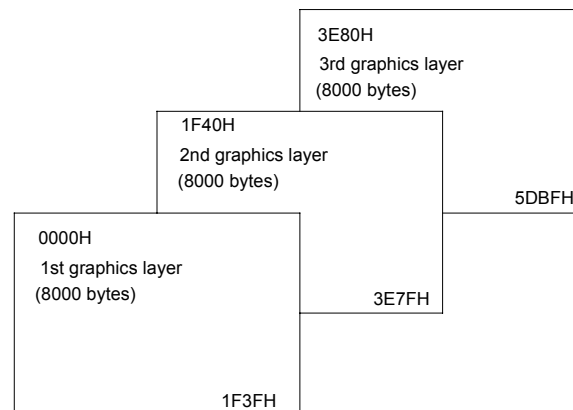 3E80H
3rd graphics layer
(8000 bytes)
5DBFH
1F40H
2nd graphics layer
(8000 bytes)
3E7FH
0000H
1st graphics layer
(8000 bytes)
1F3FH